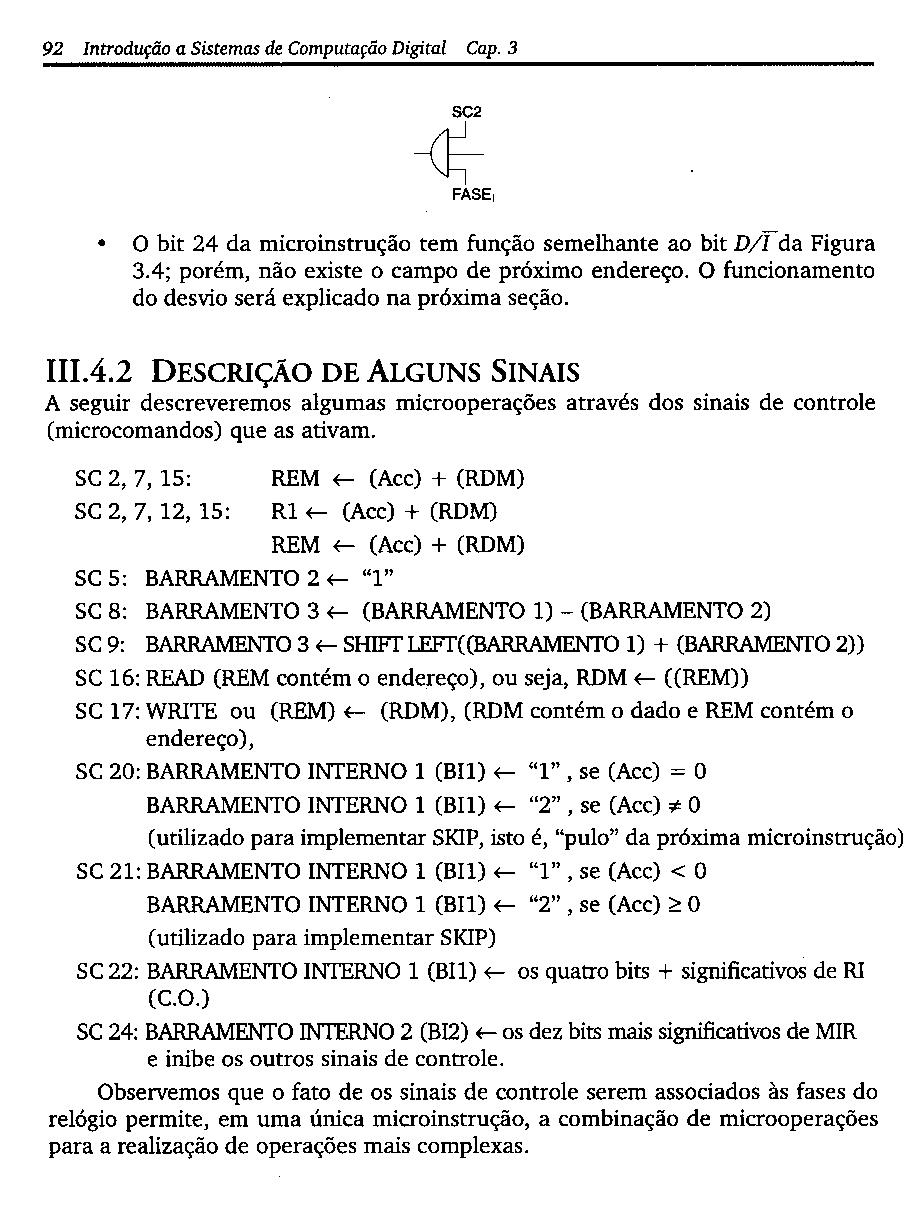 92 Introdução a Sistemas de Computação Digital Cap. 3
SC2
FASE₁
• O bit 24 da microinstrução tem função semelhante ao bit D/I̅ da Figura
3.4; porém, não existe o campo de próximo endereço. O funcionamento
do desvio será explicado na próxima seção.
III.4.2 DESCRIÇÃO DE ALGUNS SINAIS
A seguir descreveremos algumas microoperações através dos sinais de controle
(microcomandos) que as ativam.
SC 2, 7, 15: REM ← (Acc) + (RDM)
SC 2, 7, 12, 15: R1 ← (Acc) + (RDM)
REM ← (Acc) + (RDM)
SC 5: BARRAMENTO 2 ← “1”
SC 8: BARRAMENTO 3 ← (BARRAMENTO 1) – (BARRAMENTO 2)
SC 9: BARRAMENTO 3 ← SHIFT LEFT((BARRAMENTO 1) + (BARRAMENTO 2))
SC 16: READ (REM contém o endereço), ou seja, RDM ← ((REM))
SC 17: WRITE ou (REM) ← (RDM), (RDM contém o dado e REM contém o
endereço),
SC 20: BARRAMENTO INTERNO 1 (BI1) ← “1” , se (Acc) = 0
BARRAMENTO INTERNO 1 (BI1) ← “2” , se (Acc) ≠ 0
(utilizado para implementar SKIP, isto é, “pulo” da próxima microinstrução)
SC 21: BARRAMENTO INTERNO 1 (BI1) ← “1” , se (Acc) < 0
BARRAMENTO INTERNO 1 (BI1) ← “2” , se (Acc) ≥ 0
(utilizado para implementar SKIP)
SC 22: BARRAMENTO INTERNO 1 (BI1) ← os quatro bits + significativos de RI
(C.O.)
SC 24: BARRAMENTO INTERNO 2 (BI2) ← os dez bits mais significativos de MIR
e inibe os outros sinais de controle.
Observemos que o fato de os sinais de controle serem associados às fases do
relógio permite, em uma única microinstrução, a combinação de microoperações
para a realização de operações mais complexas.